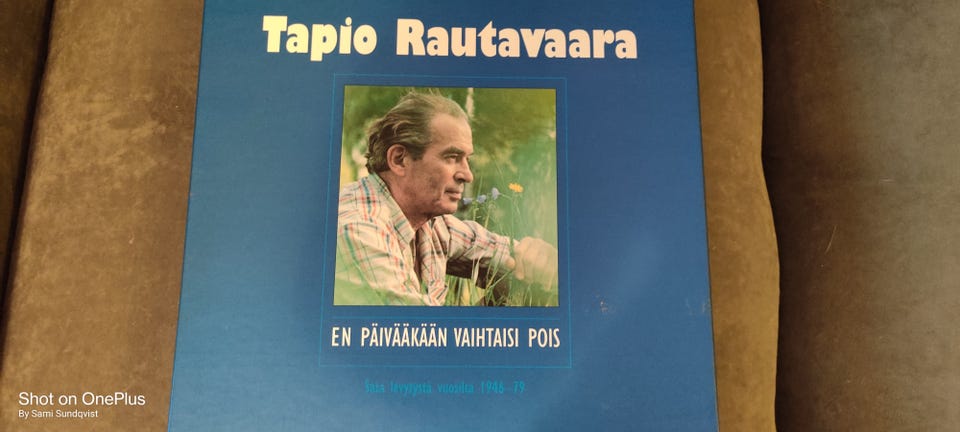 Tapio Rautavaara
EN PÄIVÄÄKÄÄN VAIHTAISI POIS
Sata levytystä vuosilta 1946-79
Shot on OnePlus
By Sami Sundqvist